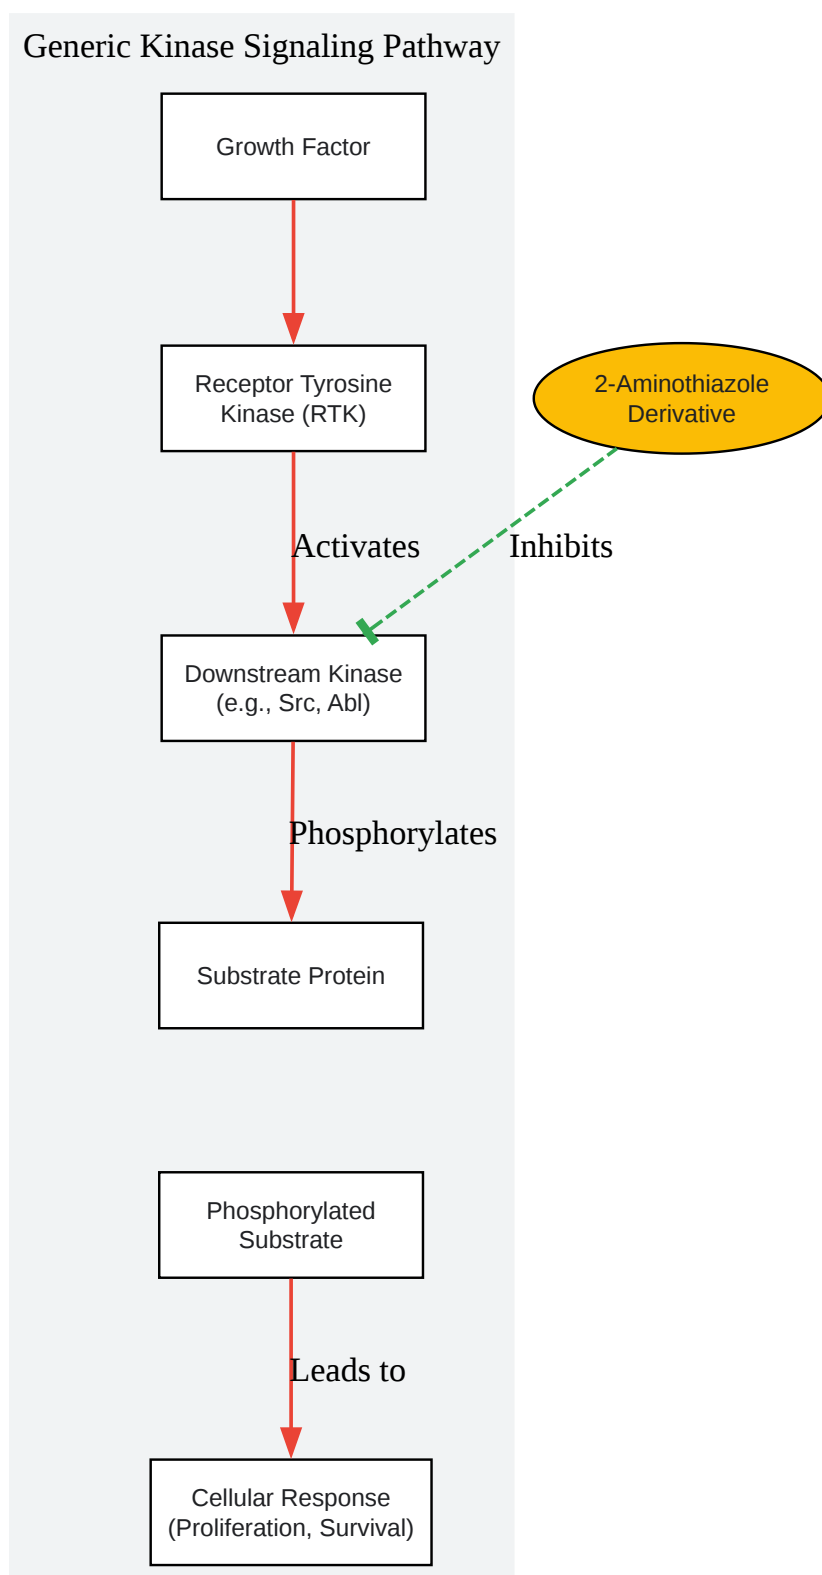 Generic Kinase Signaling Pathway
Growth Factor
Receptor Tyrosine
Kinase (RTK)
2-Aminothiazole
Derivative
Activates
Inhibits
Downstream Kinase
(e.g., Src, Abl)
Phosphorylates
Substrate Protein
Phosphorylated
Substrate
Leads to
Cellular Response
(Proliferation, Survival)